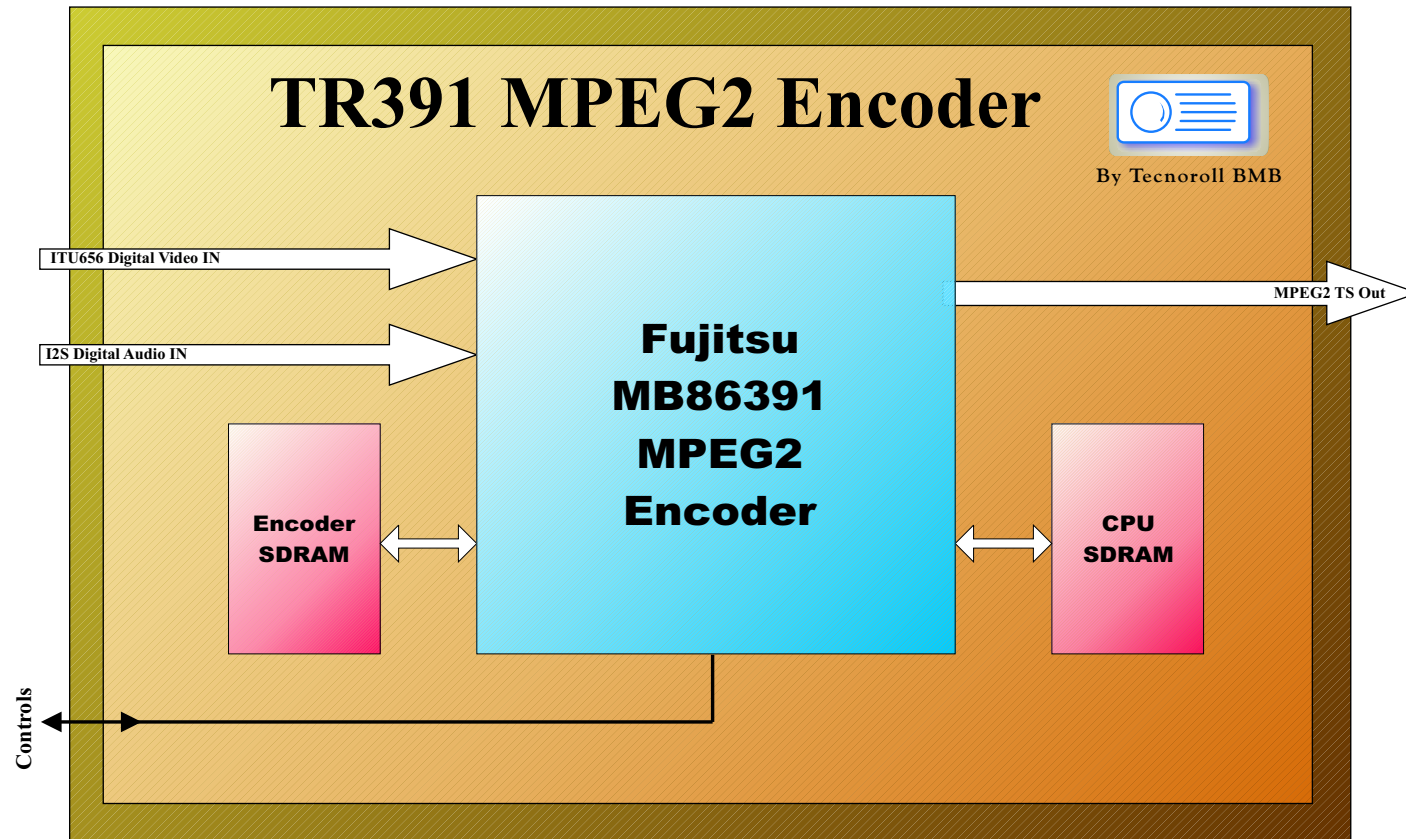 TR391 MPEG2 Encoder
By Tecnoroll BMB
ITU656 Digital Video IN
MPEG2 TS Out
I2S Digital Audio IN
Fujitsu
MB86391
MPEG2
Encoder
Encoder
SDRAM
CPU
SDRAM
Controls